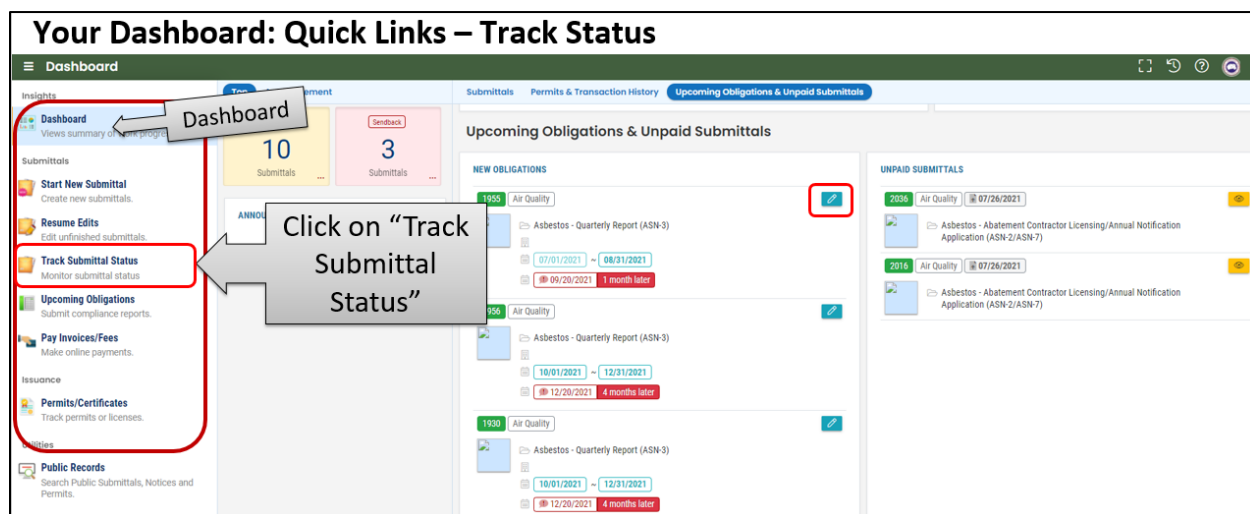 Your Dashboard: Quick Links – Track Status
Dashboard
Insights
Dashboard
Views summary of work progre
Submittals
Start New Submittal
Create new submittals.
Resume Edits
Edit unfinished submittals.
Track Submittal Status
Monitor submittal status
Upcoming Obligations
Submit compliance reports.
Pay Invoices/Fees
Make online payments.
Issuance
Permits/Certificates
Track permits or licenses.
Utilities
Public Records
Search Public Submittals, Notices and
Permits.
Dashboard
Click on “Track
Submittal
Status”
Top
ement
10
Submittals
...
Sendback
3
Submittals
...
ANNOU
Submittals Permits & Transaction History Upcoming Obligations & Unpaid Submittals
Upcoming Obligations & Unpaid Submittals
NEW OBLIGATIONS
1955 Air Quality
Asbestos - Quarterly Report (ASN-3)
07/01/2021 ~ 08/31/2021
09/20/2021 1 month later
956 Air Quality
Asbestos - Quarterly Report (ASN-3)
10/01/2021 ~ 12/31/2021
12/20/2021 4 months later
1930 Air Quality
Asbestos - Quarterly Report (ASN-3)
10/01/2021 ~ 12/31/2021
12/20/2021 4 months later
UNPAID SUBMITTALS
2036 Air Quality 07/26/2021
Asbestos - Abatement Contractor Licensing/Annual Notification
Application (ASN-2/ASN-7)
2016 Air Quality 07/26/2021
Asbestos - Abatement Contractor Licensing/Annual Notification
Application (ASN-2/ASN-7)